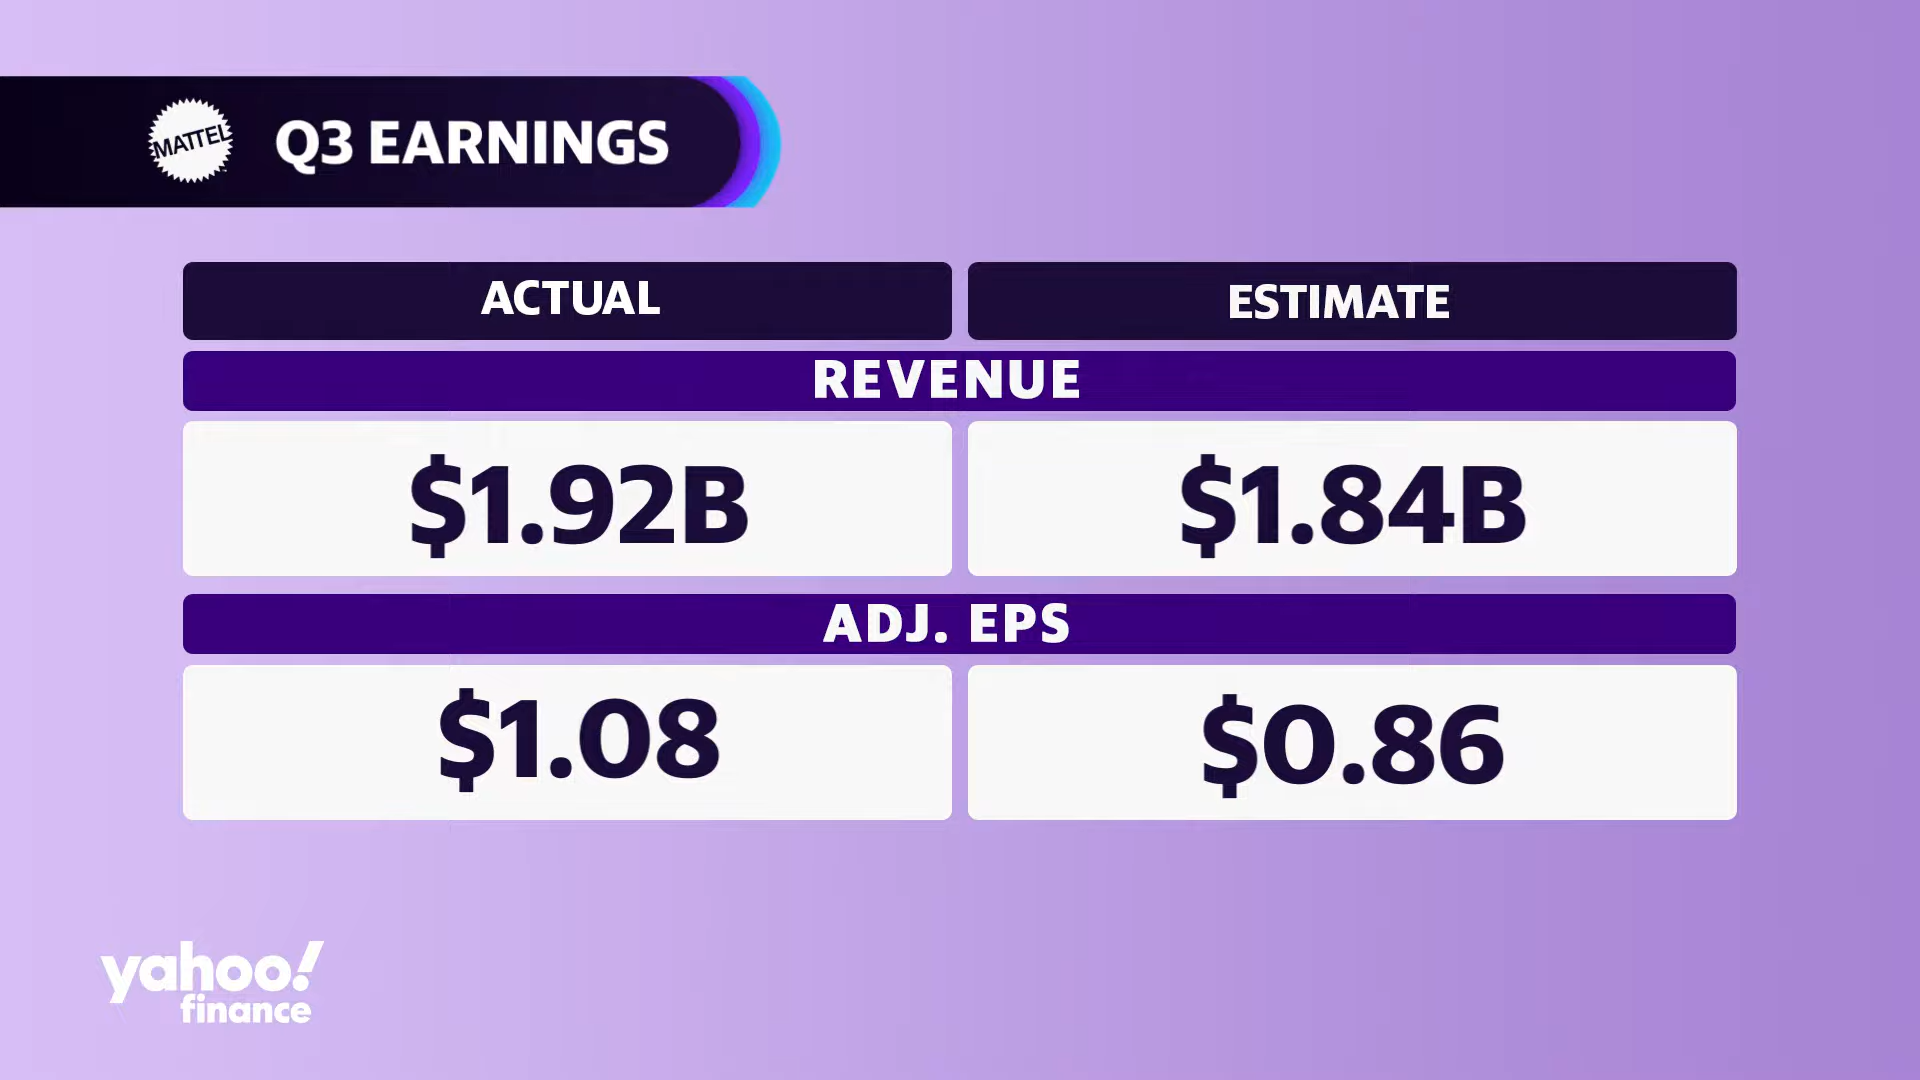 MATTEL
Q3 EARNINGS
ACTUAL
ESTIMATE
REVENUE
$1.92B
$1.84B
ADJ. EPS
$1.08
$0.86
yahoo!
finance